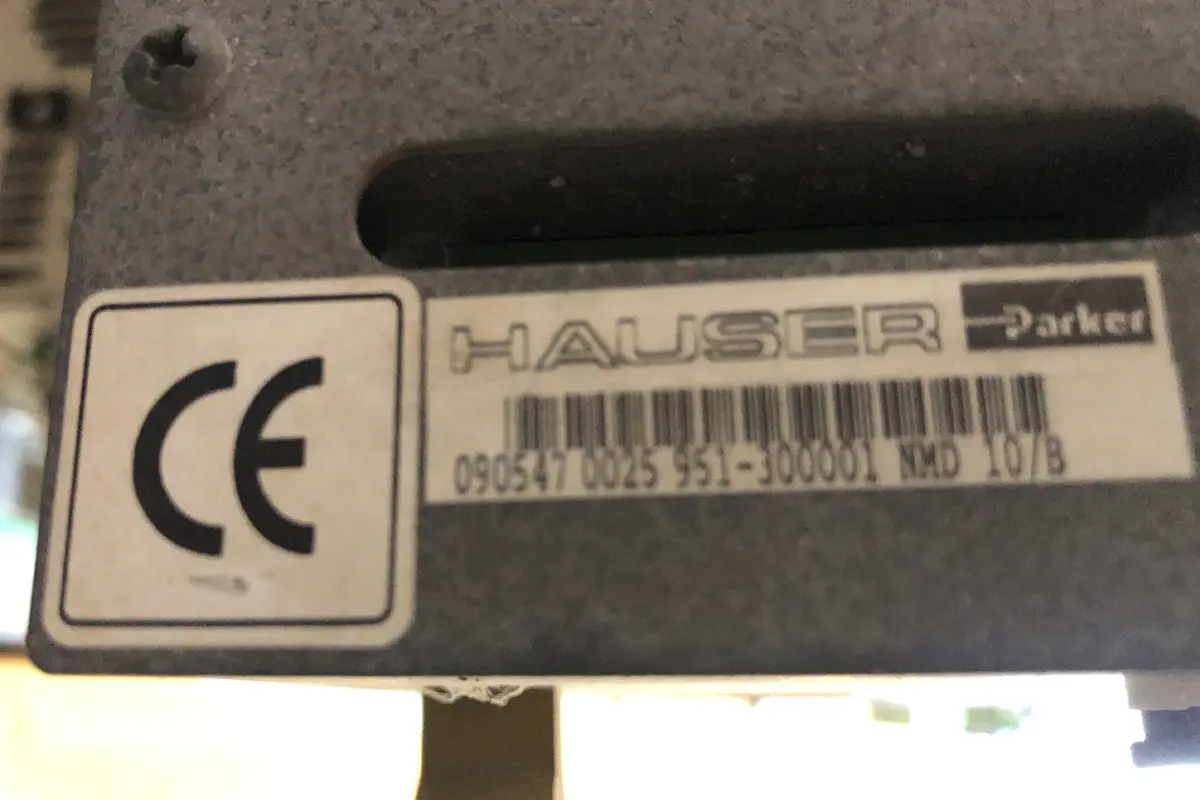 CE
HAUSER Parker
090547 0025 951-300001 NMD 10/B